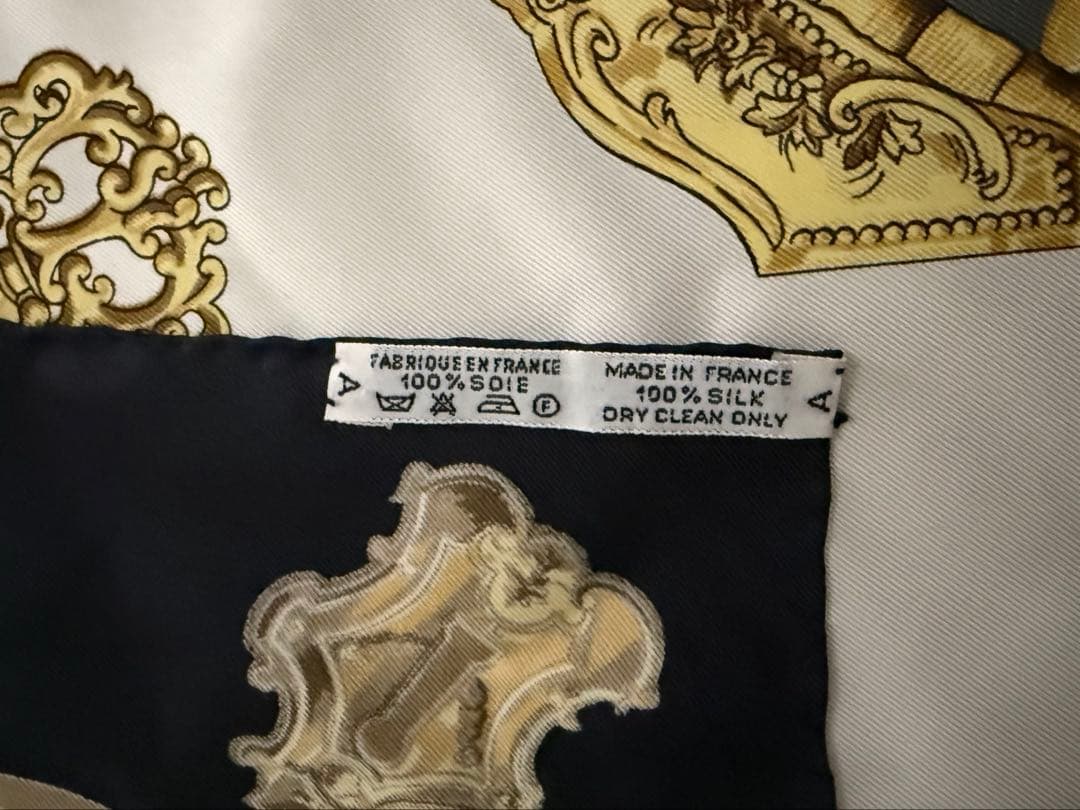 FABRIQUE EN FRANCE
100% SOIE
F
A
MADE IN FRANCE
100% SILK
DRY CLEAN ONLY
A